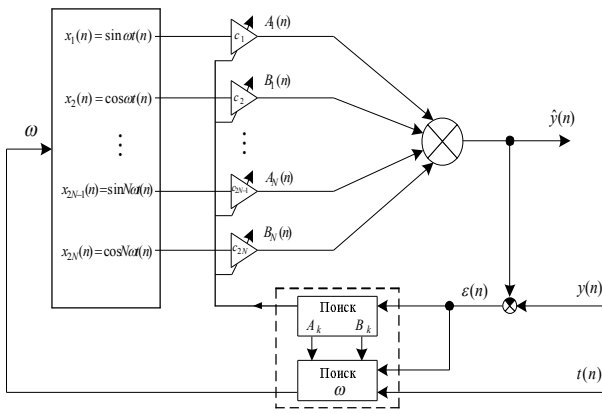 x₁(n) = sin ωt(n)
x₂(n) = cos ωt(n)
⋮
x₂N₋₁(n) = sin Nωt(n)
x₂N(n) = cos Nωt(n)
ω
c₁
c₂
⋮
c₂N₋₁
c₂N
A₁(n)
B₁(n)
A_N(n)
B_N(n)
ŷ(n)
ε(n)
y(n)
t(n)
Поиск
A_k B_k
Поиск
ω